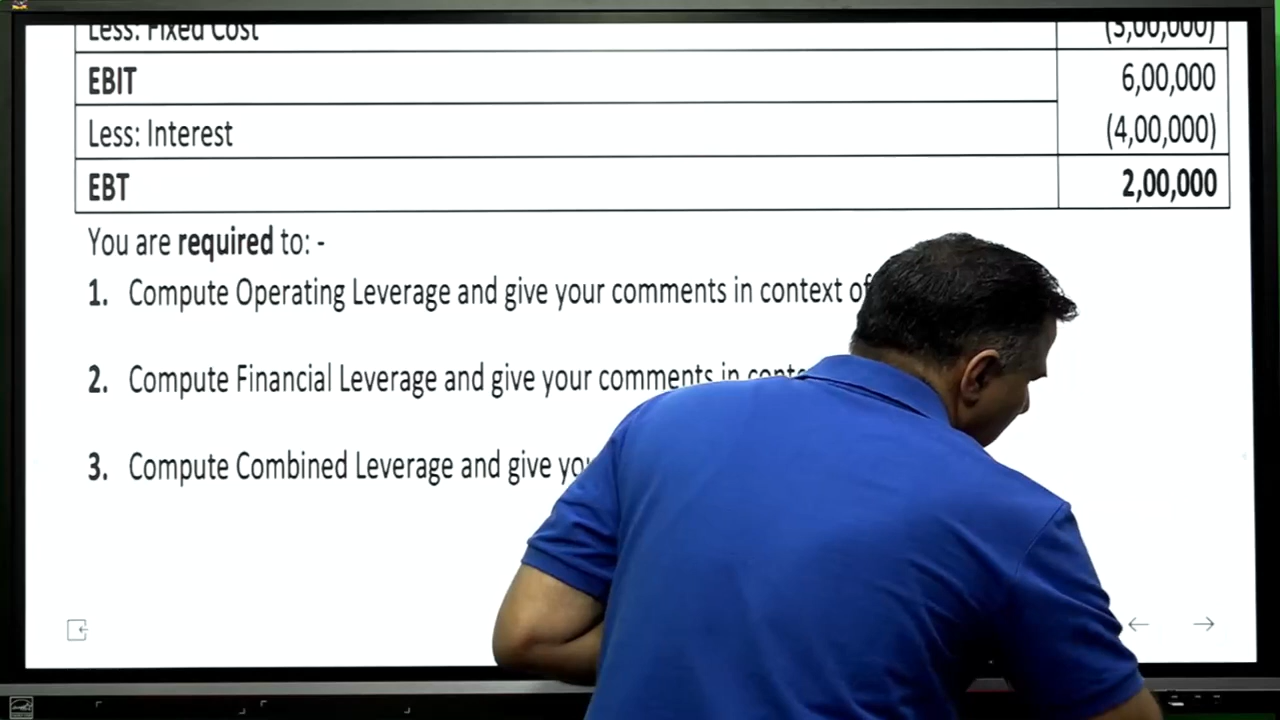 Less: Fixed Cost (5,00,000)
EBIT 6,00,000
Less: Interest (4,00,000)
EBT 2,00,000
You are required to: -
1. Compute Operating Leverage and give your comments in context of
2. Compute Financial Leverage and give your comments in
3. Compute Combined Leverage and give